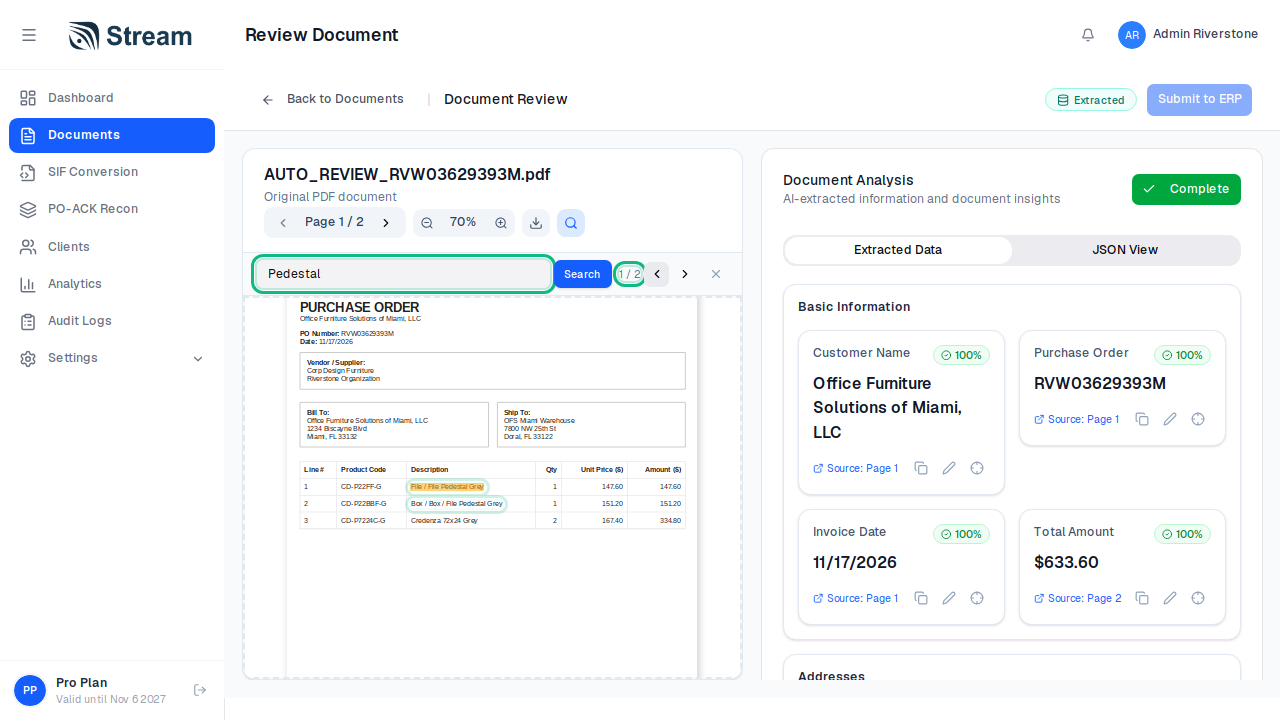 Stream
Review Document
AR
Admin Riverstone
Dashboard
Documents
SIF Conversion
PO-ACK Recon
Clients
Analytics
Audit Logs
Settings
PP
Pro Plan
Valid until Nov 6 2027
Back to Documents
Document Review
Extracted
Submit to ERP
AUTO_REVIEW_RVW03629393M.pdf
Original PDF document
Page 1 / 2
70%
Pedestal
Search
1 / 2
PURCHASE ORDER
Office Furniture Solutions of Miami, LLC
PO Number: RVW03629393M
Date: 11/17/2026
Vendor / Supplier:
Corp Design Furniture
Riverstone Organization
Bill To:
Office Furniture Solutions of Miami, LLC
1234 Biscayne Blvd
Miami, FL 33132
Ship To:
OFS Miami Warehouse
7800 NW 25th St
Doral, FL 33122
Line # Product Code Description Qty Unit Price ($) Amount ($)
1 CD-P22FF-G File / File Pedestal Grey 1 147.60 147.60
2 CD-P22BBF-G Box / Box / File Pedestal Grey 1 151.20 151.20
3 CD-P7224C-G Credenza 72x24 Grey 2 167.40 334.80
Document Analysis
AI-extracted information and document insights
Complete
Extracted Data
JSON View
Basic Information
Customer Name
100%
Office Furniture
Solutions of Miami,
LLC
Source: Page 1
Purchase Order
100%
RVW03629393M
Source: Page 1
Invoice Date
100%
11/17/2026
Source: Page 1
Total Amount
100%
$633.60
Source: Page 2
Addresses